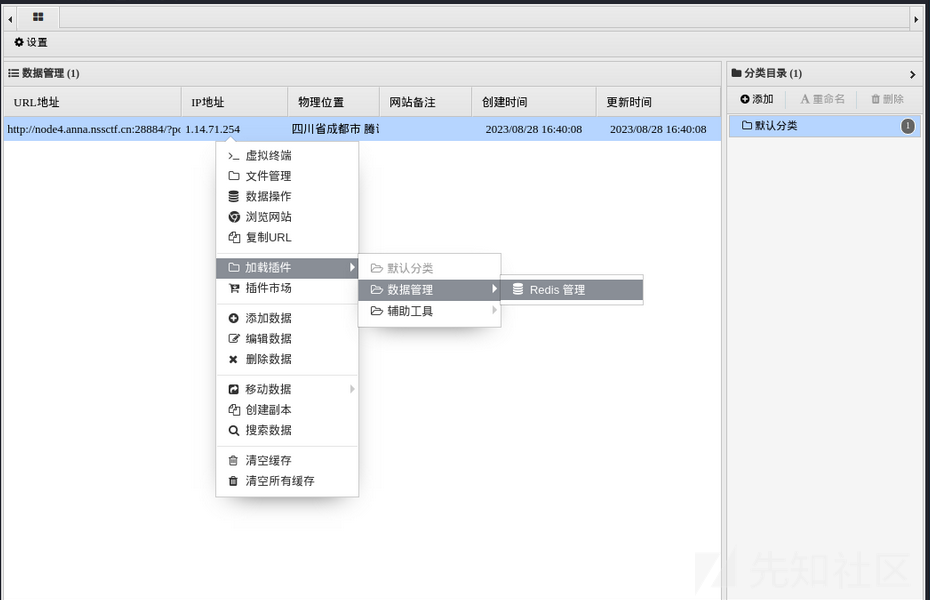 设置
数据管理 (1)
分类目录 (1)
URL地址 IP地址 物理位置 网站备注 创建时间 更新时间
添加 重命名 删除
http://node4.anna.nssctf.cn:28884/?pc 1.14.71.254 四川省成都市 腾讯 2023/08/28 16:40:08 2023/08/28 16:40:08
默认分类 1
虚拟终端
文件管理
数据操作
浏览网站
复制URL
加载插件
默认分类
数据管理
Redis 管理
辅助工具
插件市场
添加数据
编辑数据
删除数据
移动数据
创建副本
搜索数据
清空缓存
清空所有缓存
先知社区